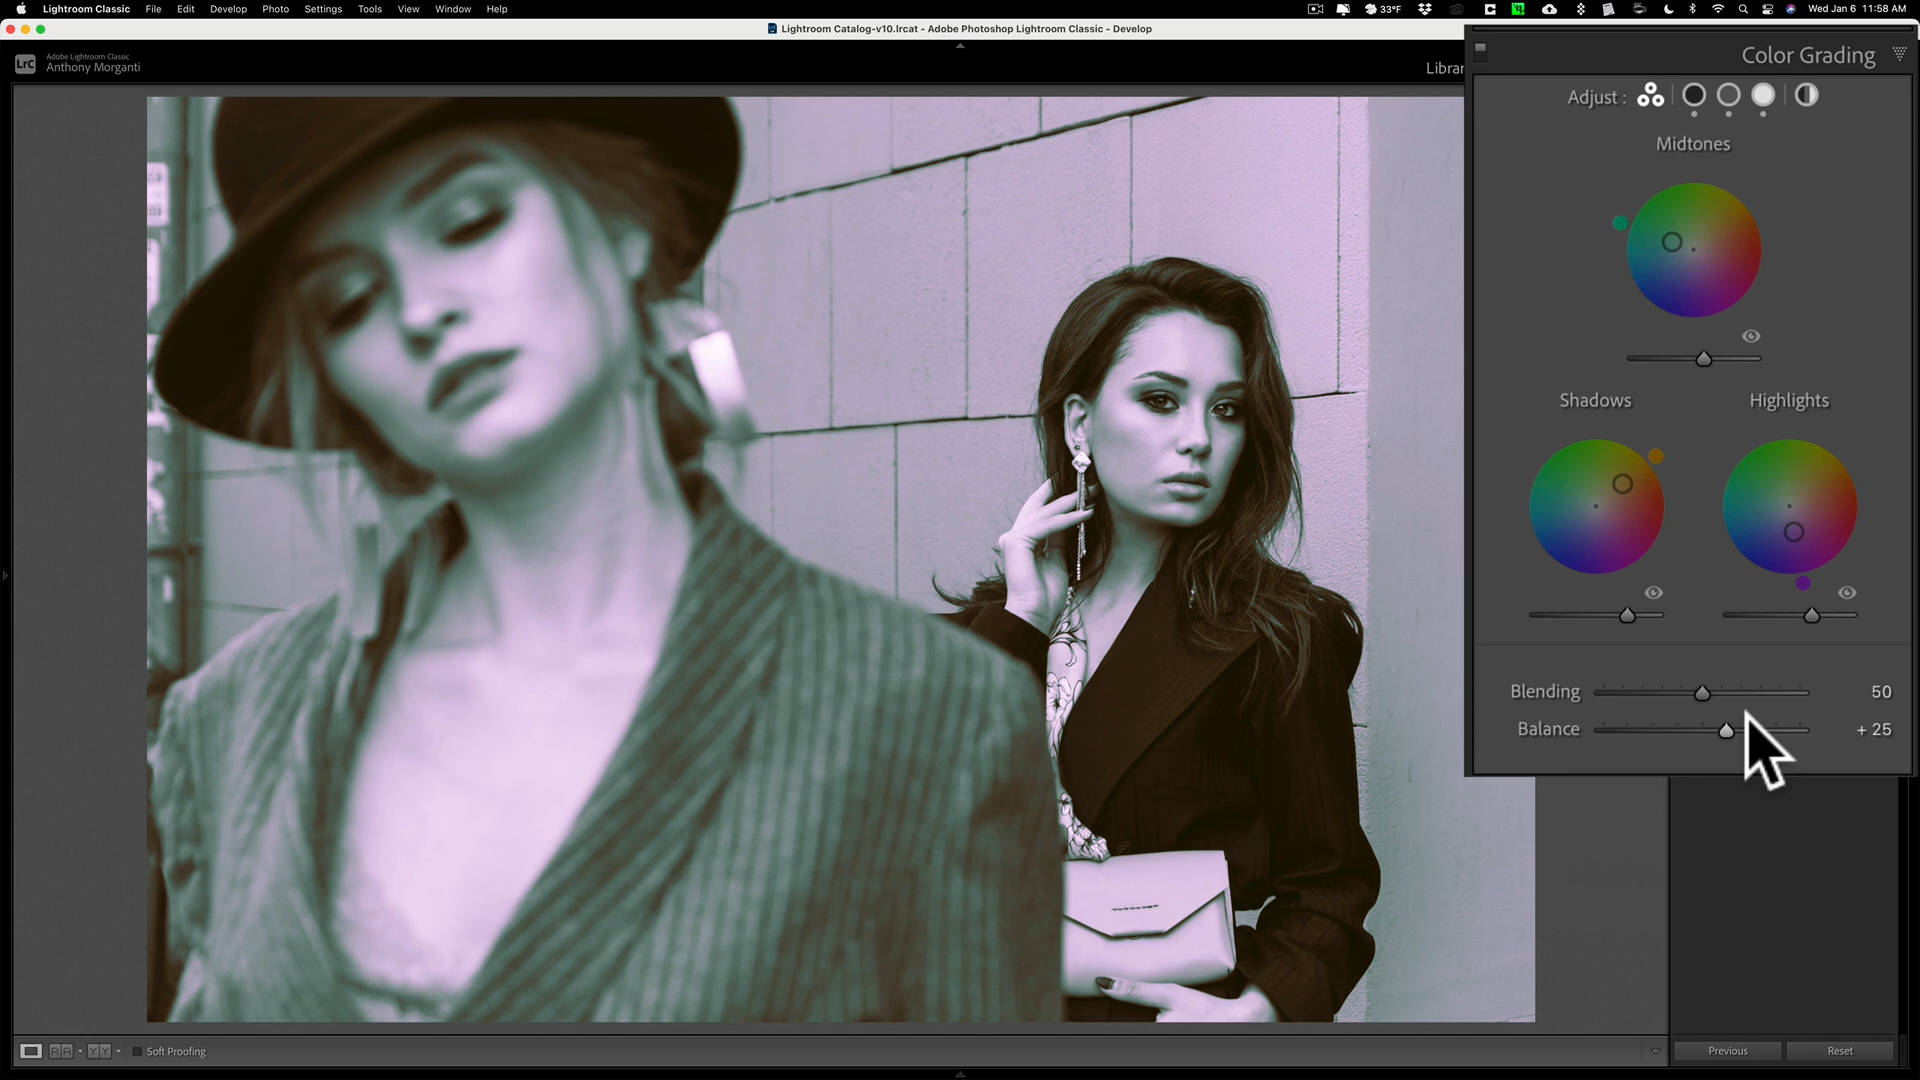 Lightroom Classic File Edit Develop Photo Settings Tools View Window Help 33°F Wed Jan 6 11:58 AM
Lightroom Catalog-v10.lrcat - Adobe Photoshop Lightroom Classic - Develop
LrC
Adobe Lightroom Classic
Anthony Morganti
Librar
Color Grading
Adjust :
Midtones
Shadows Highlights
Blending 50
Balance + 25
RA YY Soft Proofing Previous Reset